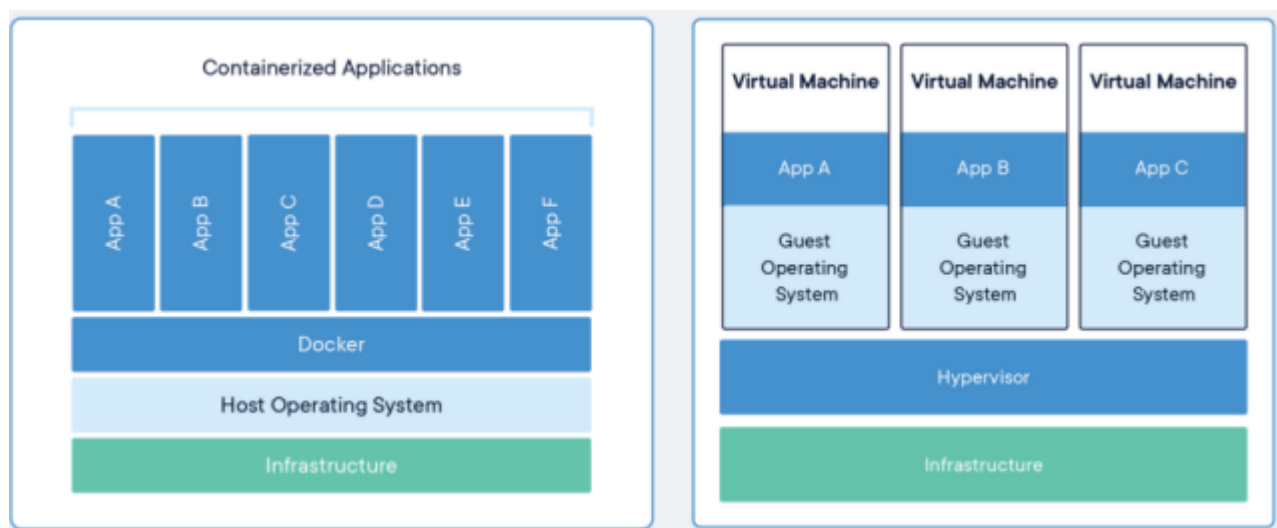 Containerized Applications
App A
App B
App C
App D
App E
App F
Docker
Host Operating System
Infrastructure
Virtual Machine
App A
Guest
Operating
System
Virtual Machine
App B
Guest
Operating
System
Virtual Machine
App C
Guest
Operating
System
Hypervisor
Infrastructure